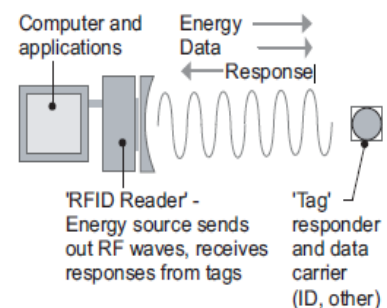 Computer and
applications
Energy
Data
Response
'RFID Reader' -
Energy source sends
out RF waves, receives
responses from tags
'Tag'
responder
and data
carrier
(ID, other)